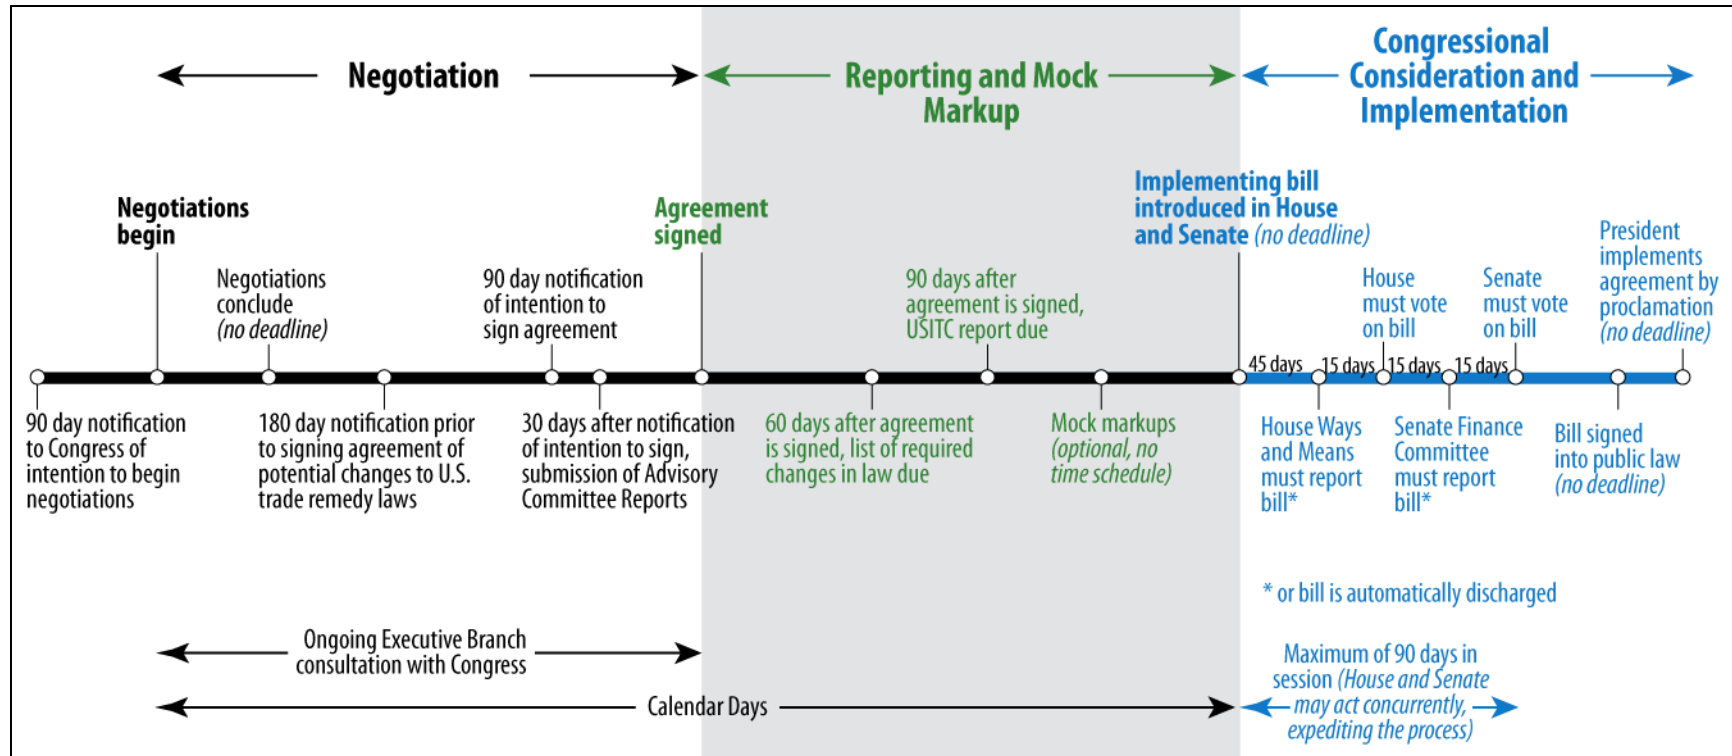 Negotiation
Reporting and Mock
Markup
Congressional
Consideration and
Implementation
Negotiations
begin
Agreement
signed
Implementing bill
introduced in House
and Senate (no deadline)
Negotiations
conclude
(no deadline)
90 day notification
of intention to
sign agreement
90 days after
agreement is signed,
USITC report due
House
must vote
on bill
Senate
must vote
on bill
President
implements
agreement by
proclamation
(no deadline)
45 days
15 days
15 days
15 days
90 day notification
to Congress of
intention to begin
negotiations
180 day notification prior
to signing agreement of
potential changes to U.S.
trade remedy laws
30 days after notification
of intention to sign,
submission of Advisory
Committee Reports
60 days after agreement
is signed, list of required
changes in law due
Mock markups
(optional, no
time schedule)
House Ways
and Means
must report
bill*
Senate Finance
Committee
must report
bill*
Bill signed
into public law
(no deadline)
* or bill is automatically discharged
Ongoing Executive Branch
consultation with Congress
Calendar Days
Maximum of 90 days in
session (House and Senate
may act concurrently,
expediting the process)